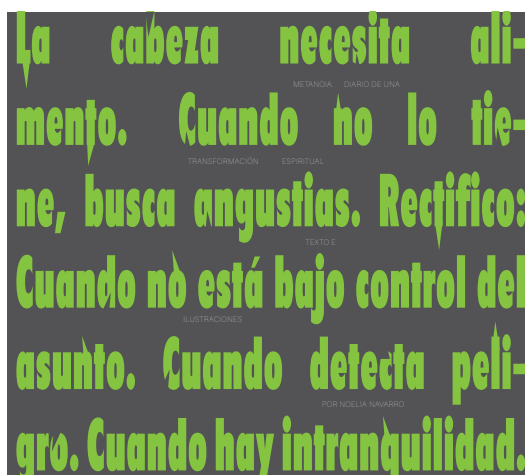 La cabeza necesita ali-
METANOIA: DIARIO DE UNA
mento. Cuando no lo tie-
TRANSFORMACIÓN ESPIRITUAL
ne, busca angustias. Rectifico:
TEXTO E
Cuando no está bajo control del
ILUSTRACIONES
asunto. Cuando detecta peli-
POR NOELIA NAVARRO
gro. Cuando hay intranquilidad.